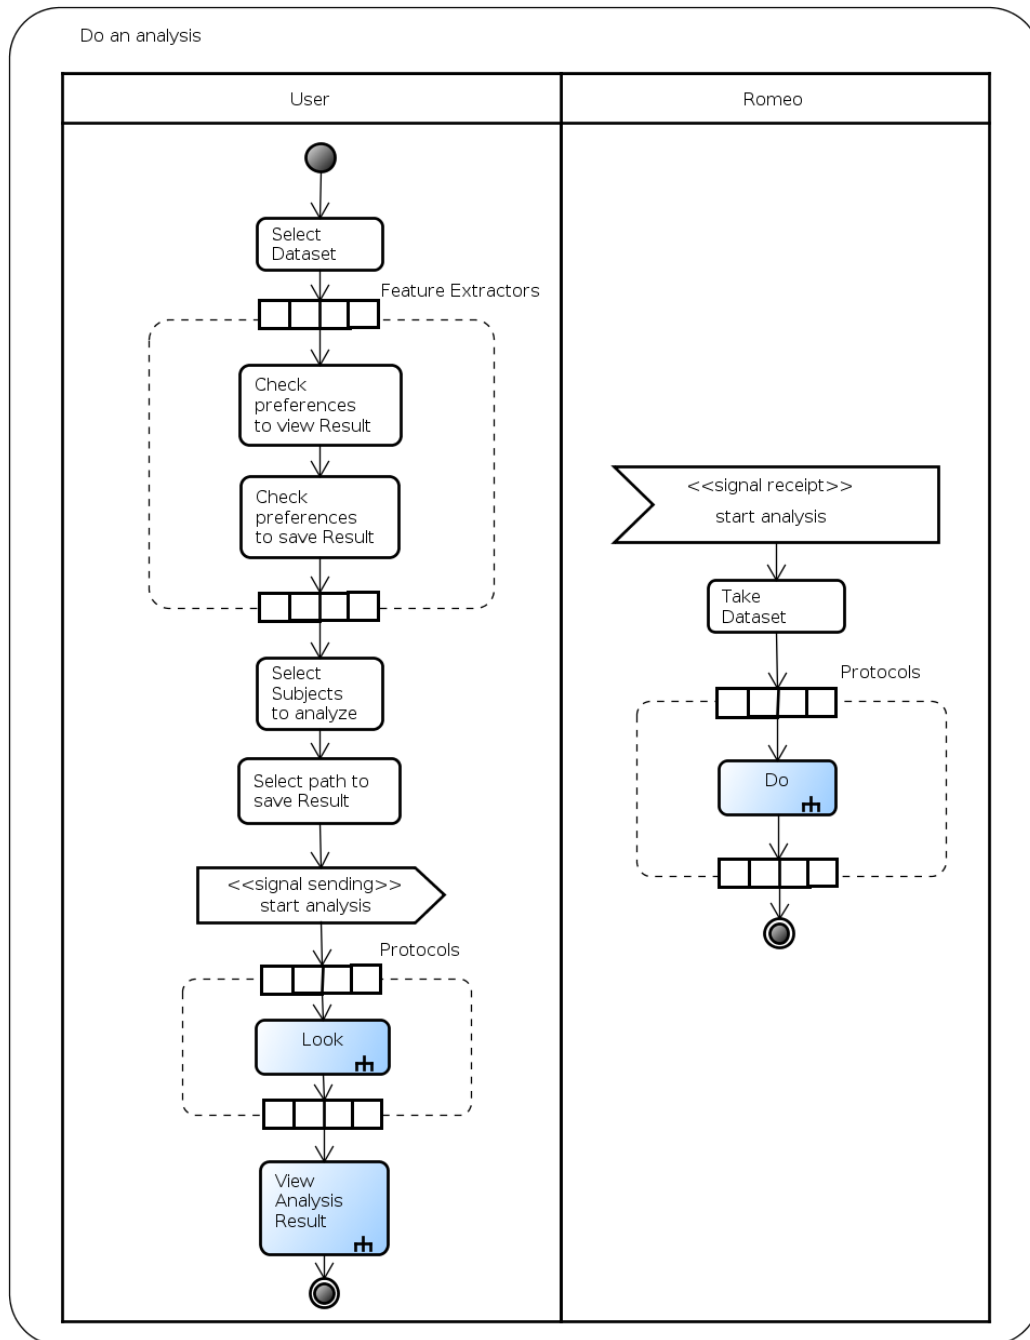 Do an analysis
User
Romeo
Select
Dataset
Feature Extractors
Check
preferences
to view Result
Check
preferences
to save Result
Select
Subjects
to analyze
Select path to
save Result
<<signal sending>>
start analysis
Protocols
Look
View
Analysis
Result
<<signal receipt>>
start analysis
Take
Dataset
Protocols
Do